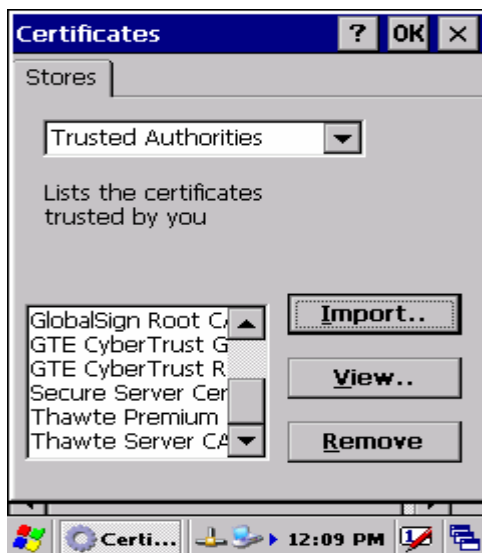 Certificates ? OK ×
Stores
Trusted Authorities
Lists the certificates
trusted by you
GlobalSign Root CA
GTE CyberTrust G
GTE CyberTrust R
Secure Server Cer
Thawte Premium
Thawte Server CA
Import..
View..
Remove
Certi... 12:09 PM